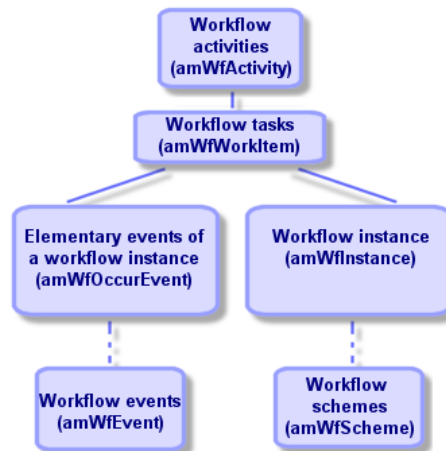 Workflow
activities
(amWfActivity)
Workflow tasks
(amWfWorkItem)
Elementary events of
a workflow instance
(amWfOccurEvent)
Workflow instance
(amWfInstance)
Workflow events
(amWfEvent)
Workflow
schemes
(amWfScheme)